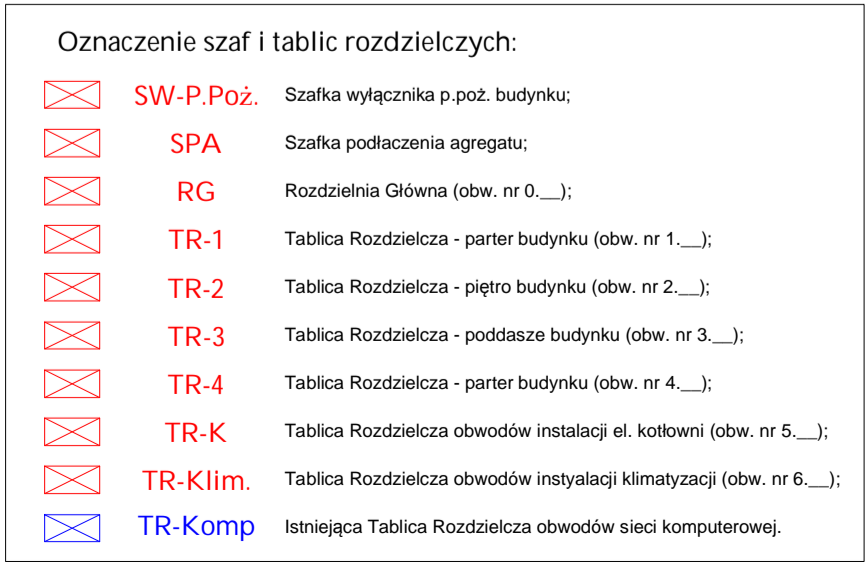 Oznaczenie szaf i tablic rozdzielczych:
SW-P.Poż. Szafka wyłącznika p.poż. budynku;
SPA Szafka podłaczenia agregatu;
RG Rozdzielnia Główna (obw. nr 0.__);
TR-1 Tablica Rozdzielcza - parter budynku (obw. nr 1.__);
TR-2 Tablica Rozdzielcza - piętro budynku (obw. nr 2.__);
TR-3 Tablica Rozdzielcza - poddasze budynku (obw. nr 3.__);
TR-4 Tablica Rozdzielcza - parter budynku (obw. nr 4.__);
TR-K Tablica Rozdzielcza obwodów instalacji el. kotłowni (obw. nr 5.__);
TR-Klim. Tablica Rozdzielcza obwodów instyalacji klimatyzacji (obw. nr 6.__);
TR-Komp Istniejąca Tablica Rozdzielcza obwodów sieci komputerowej.